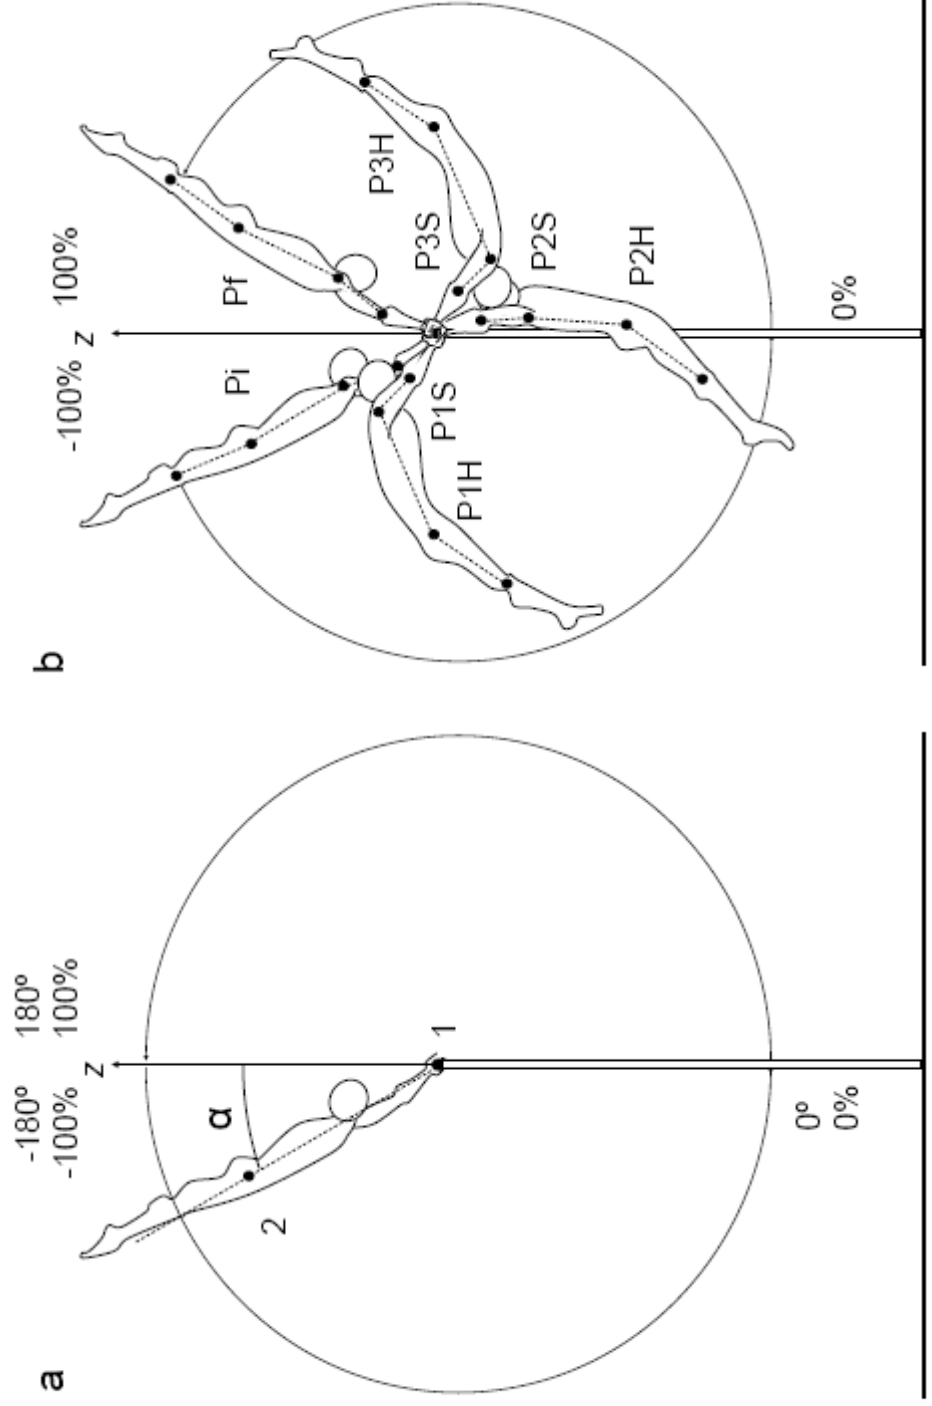 a
-180º 180º
-100% 100%
z
α
2
1
0º
0%
b
-100% 100%
z
Pi
Pf
P3H
P3S
P1S
P1H
P2S
P2H
0%